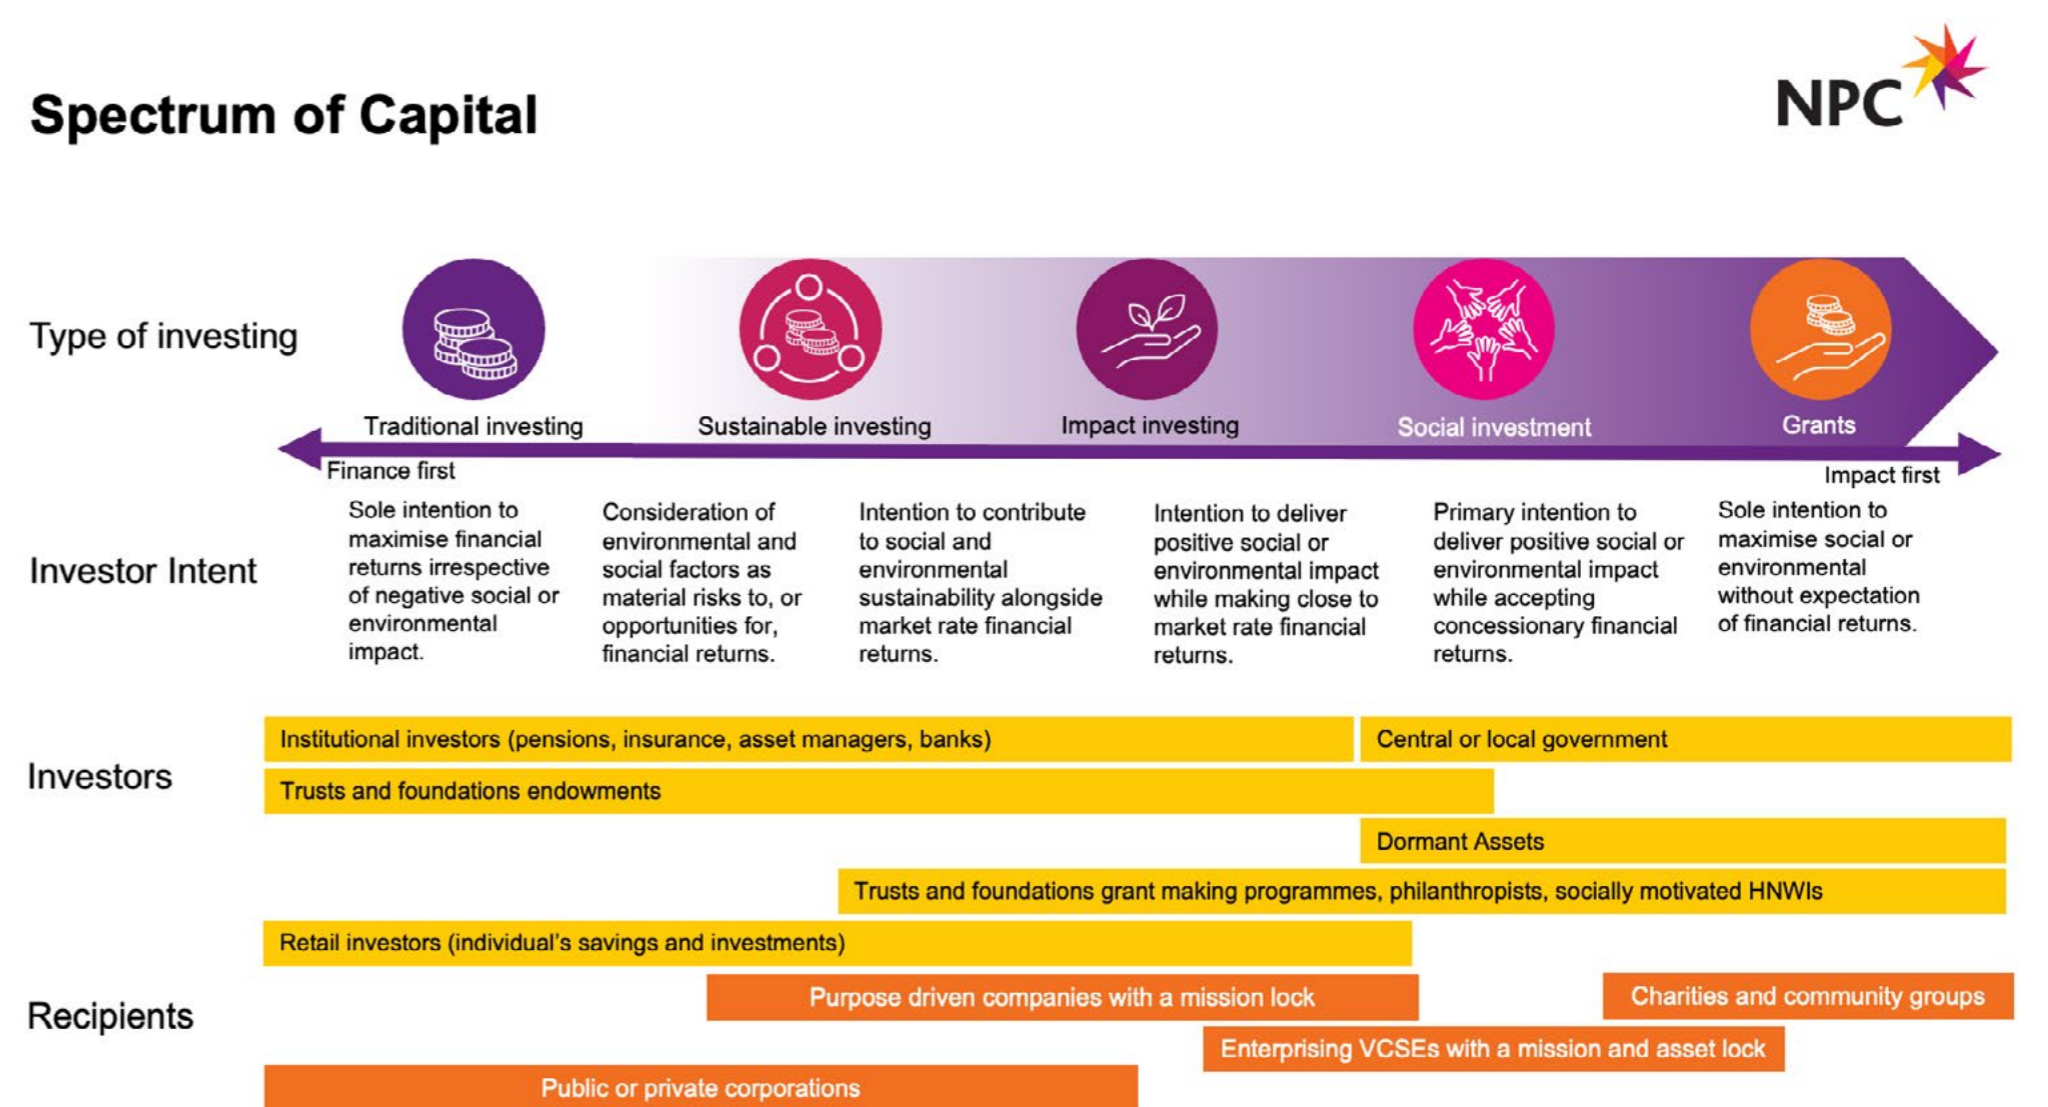 NPC
Spectrum of Capital
Type of investing
Traditional investing
Sustainable investing
Impact investing
Social investment
Grants
Finance first
Impact first
Investor Intent
Sole intention to
maximise financial
returns irrespective
of negative social or
environmental
impact.
Consideration of
environmental and
social factors as
material risks to, or
opportunities for,
financial returns.
Intention to contribute
to social and
environmental
sustainability alongside
market rate financial
returns.
Intention to deliver
positive social or
environmental impact
while making close to
market rate financial
returns.
Primary intention to
deliver positive social or
environmental impact
while accepting
concessionary financial
returns.
Sole intention to
maximise social or
environmental
without expectation
of financial returns.
Investors
Institutional investors (pensions, insurance, asset managers, banks)
Central or local government
Trusts and foundations endowments
Dormant Assets
Trusts and foundations grant making programmes, philanthropists, socially motivated HNWIs
Retail investors (individual's savings and investments)
Recipients
Purpose driven companies with a mission lock
Charities and community groups
Enterprising VCSEs with a mission and asset lock
Public or private corporations